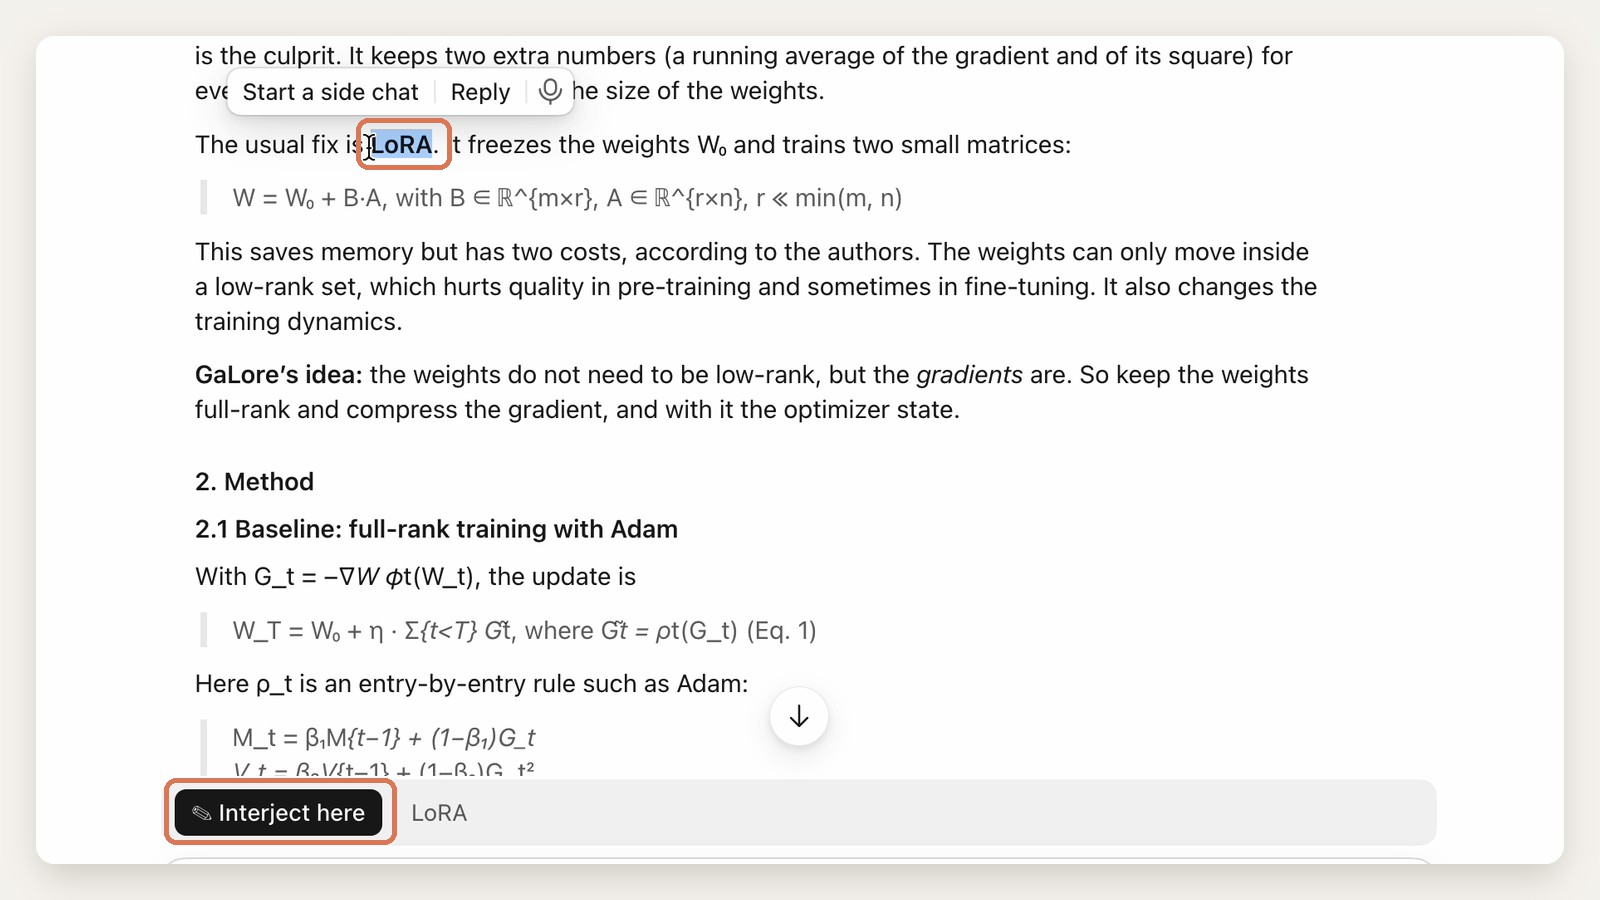 is the culprit. It keeps two extra numbers (a running average of the gradient and of its square) for
Start a side chat Reply
eve he size of the weights.
The usual fix is LoRA. It freezes the weights W₀ and trains two small matrices:
W = W₀ + B·A, with B ∈ ℝ^{m×r}, A ∈ ℝ^{r×n}, r ≪ min(m, n)
This saves memory but has two costs, according to the authors. The weights can only move inside
a low-rank set, which hurts quality in pre-training and sometimes in fine-tuning. It also changes the
training dynamics.
GaLore’s idea: the weights do not need to be low-rank, but the gradients are. So keep the weights
full-rank and compress the gradient, and with it the optimizer state.
2. Method
2.1 Baseline: full-rank training with Adam
With G_t = −∇W ϕt(W_t), the update is
W_T = W₀ + η · Σ{t<T} G̃t, where G̃t = ρt(G_t) (Eq. 1)
Here ρ_t is an entry-by-entry rule such as Adam:
M_t = β₁M{t−1} + (1−β₁)G_t
V_t = β₂V{t−1} + (1−β₂)G_t²
✎ Interject here LoRA